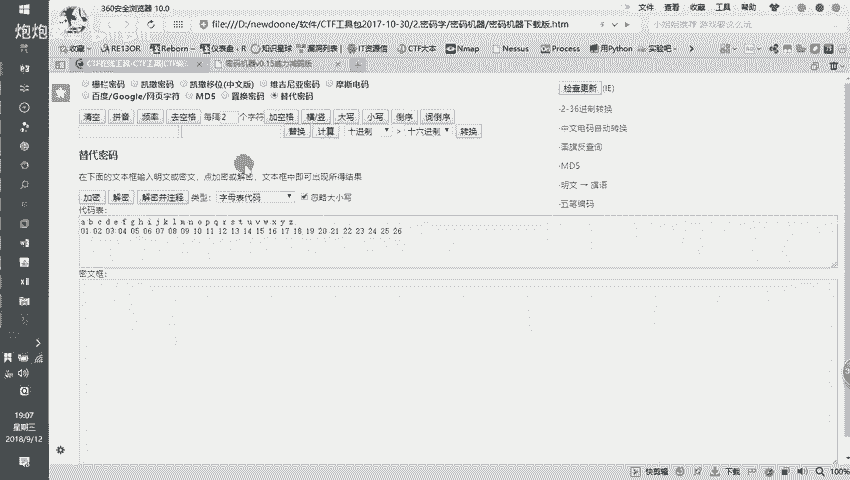 360安全浏览器 10.0
文件 查看 收藏 工具 帮助
炮炮
file:///D:/newdoone/软件/CTF工具包2017-10-30/2.密码学/密码机器/密码机器下载版.htm
收藏 RE13OR Reborn - 仪表盘 - R 知识星球 漏洞列表 IT资源信 CTF大本 Nmap Nessus Process 用Python 实验吧 -
栅栏密码 凯撒密码 凯撒移位(中文版) 维吉尼亚密码 摩斯电码
百度/Google/网页字符 MD5 置换密码 替代密码
清空 拼音 频率 去空格 每隔 2 个字符 加空格 横/竖 大写 小写 倒序 词倒序
替换 计算 十进制 > 十六进制 转换
替代密码
在下面的文本框输入明文或密文，点加密或解密，文本框中即可出现所得结果
加密 解密 解密并注释 类型: 字母表代码 忽略大小写
代码表:
a b c d e f g h i j k l m n o p q r s t u v w x y z
01 02 03 04 05 06 07 08 09 10 11 12 13 14 15 16 17 18 19 20 21 22 23 24 25 26
密文框:
检查更新 (IE)
·2-36进制转换
·中文电码自动转换
·MD5
·明文 → 旗语
·五笔编码
19:07
星期三
2018/9/12
快剪辑 下载 100%